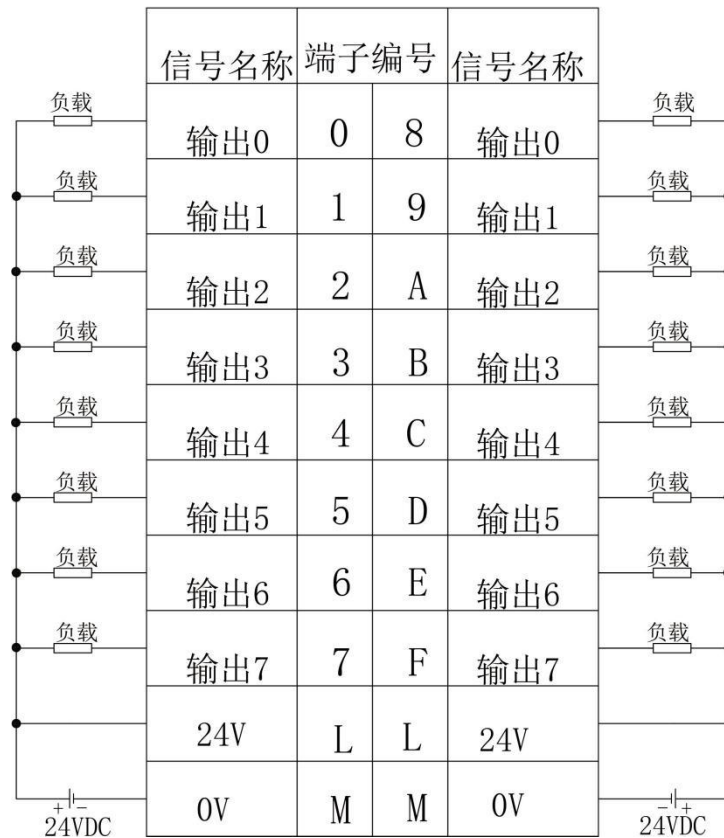 信号名称 端子编号 信号名称
负载 输出0 0 8 输出0 负载
负载 输出1 1 9 输出1 负载
负载 输出2 2 A 输出2 负载
负载 输出3 3 B 输出3 负载
负载 输出4 4 C 输出4 负载
负载 输出5 5 D 输出5 负载
负载 输出6 6 E 输出6 负载
负载 输出7 7 F 输出7 负载
24V L L 24V
+ - 0V M M 0V - +
24VDC 24VDC